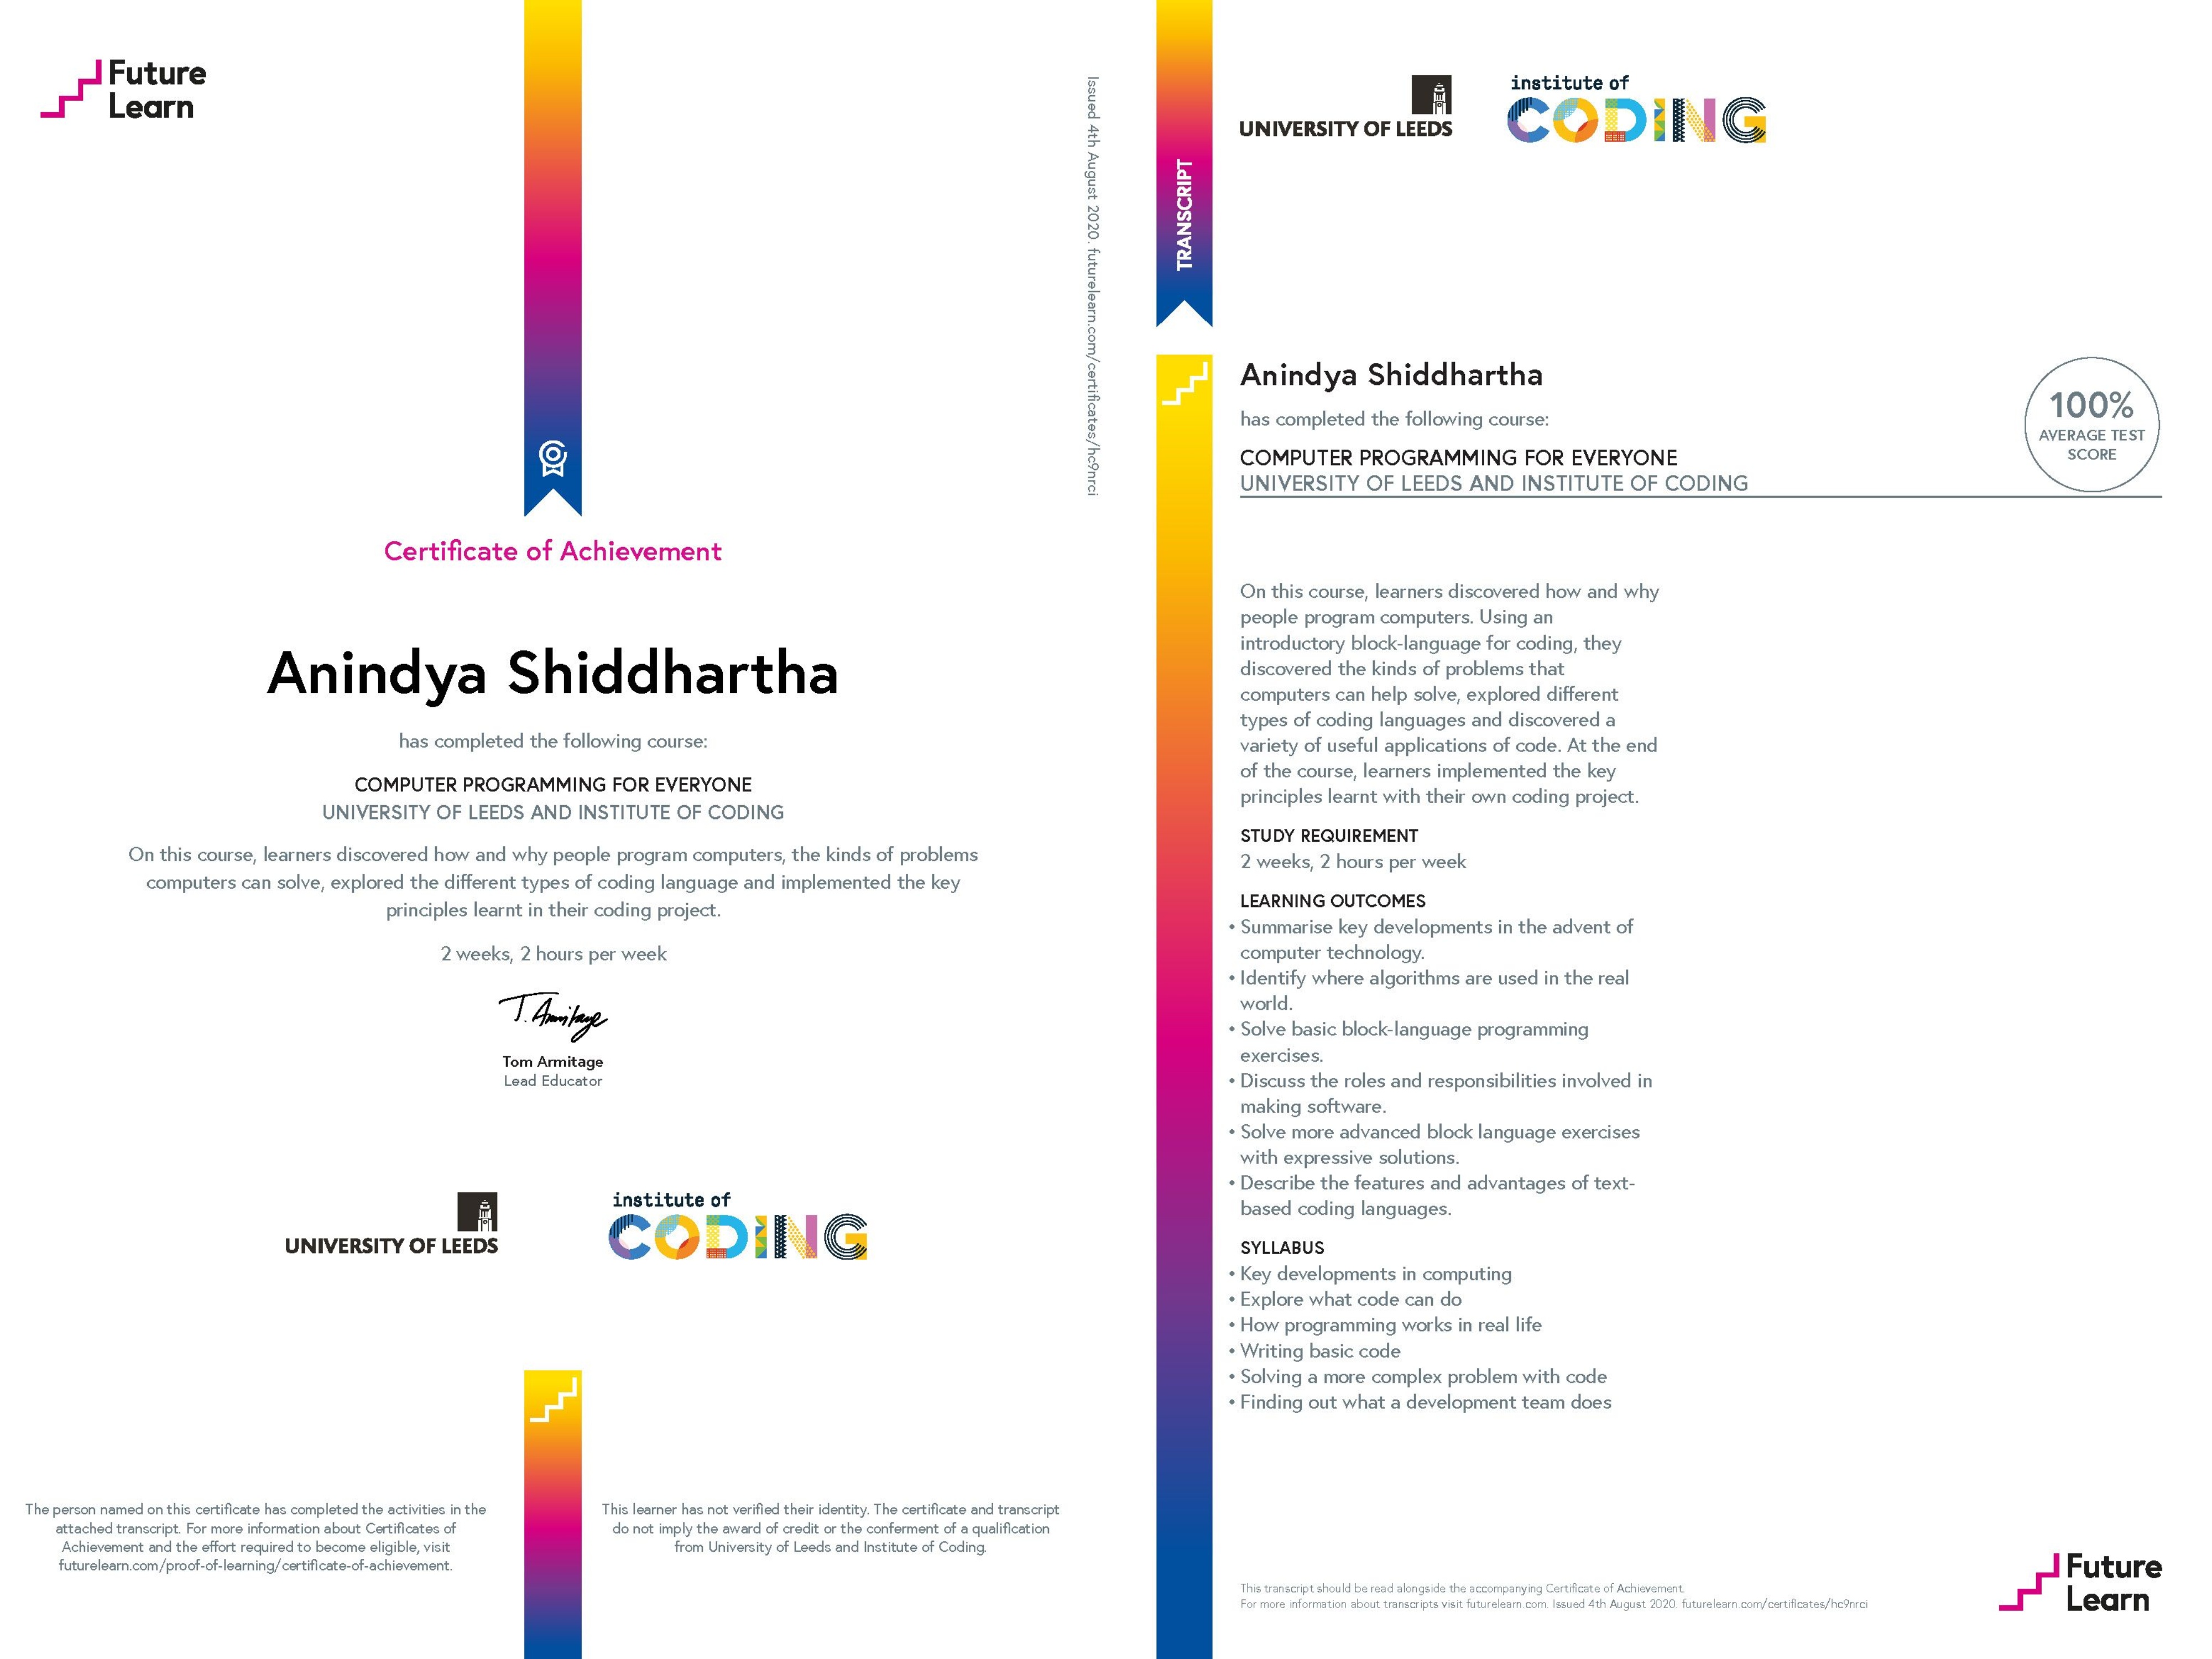 Future
Learn
Certificate of Achievement
Anindya Shiddhartha
has completed the following course:
COMPUTER PROGRAMMING FOR EVERYONE
UNIVERSITY OF LEEDS AND INSTITUTE OF CODING
On this course, learners discovered how and why people program computers, the kinds of problems
computers can solve, explored the different types of coding language and implemented the key
principles learnt in their coding project.
2 weeks, 2 hours per week
T. Armitage
Tom Armitage
Lead Educator
UNIVERSITY OF LEEDS
institute of
CODING
The person named on this certificate has completed the activities in the
attached transcript. For more information about Certificates of
Achievement and the effort required to become eligible, visit
futurelearn.com/proof-of-learning/certificate-of-achievement.
This learner has not verified their identity. The certificate and transcript
do not imply the award of credit or the conferment of a qualification
from University of Leeds and Institute of Coding.
Issued 4th August 2020. futurelearn.com/certificates/hc9nrci
TRANSCRIPT
UNIVERSITY OF LEEDS
institute of
CODING
Anindya Shiddhartha
has completed the following course:
COMPUTER PROGRAMMING FOR EVERYONE
UNIVERSITY OF LEEDS AND INSTITUTE OF CODING
100%
AVERAGE TEST
SCORE
On this course, learners discovered how and why
people program computers. Using an
introductory block-language for coding, they
discovered the kinds of problems that
computers can help solve, explored different
types of coding languages and discovered a
variety of useful applications of code. At the end
of the course, learners implemented the key
principles learnt with their own coding project.
STUDY REQUIREMENT
2 weeks, 2 hours per week
LEARNING OUTCOMES
• Summarise key developments in the advent of
computer technology.
• Identify where algorithms are used in the real
world.
• Solve basic block-language programming
exercises.
• Discuss the roles and responsibilities involved in
making software.
• Solve more advanced block language exercises
with expressive solutions.
• Describe the features and advantages of text-
based coding languages.
SYLLABUS
• Key developments in computing
• Explore what code can do
• How programming works in real life
• Writing basic code
• Solving a more complex problem with code
• Finding out what a development team does
This transcript should be read alongside the accompanying Certificate of Achievement.
For more information about transcripts visit futurelearn.com. Issued 4th August 2020. futurelearn.com/certificates/hc9nrci
Future
Learn